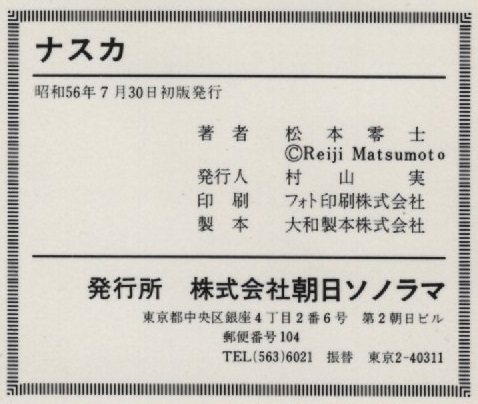 ナスカ
昭和56年7月30日初版発行
著者 松本零士
©Reiji Matsumoto
発行人 村山実
印刷 フォト印刷株式会社
製本 大和製本株式会社
発行所 株式会社朝日ソノラマ
東京都中央区銀座4丁目2番6号 第2朝日ビル
郵便番号104
TEL(563)6021 振替 東京2-40311